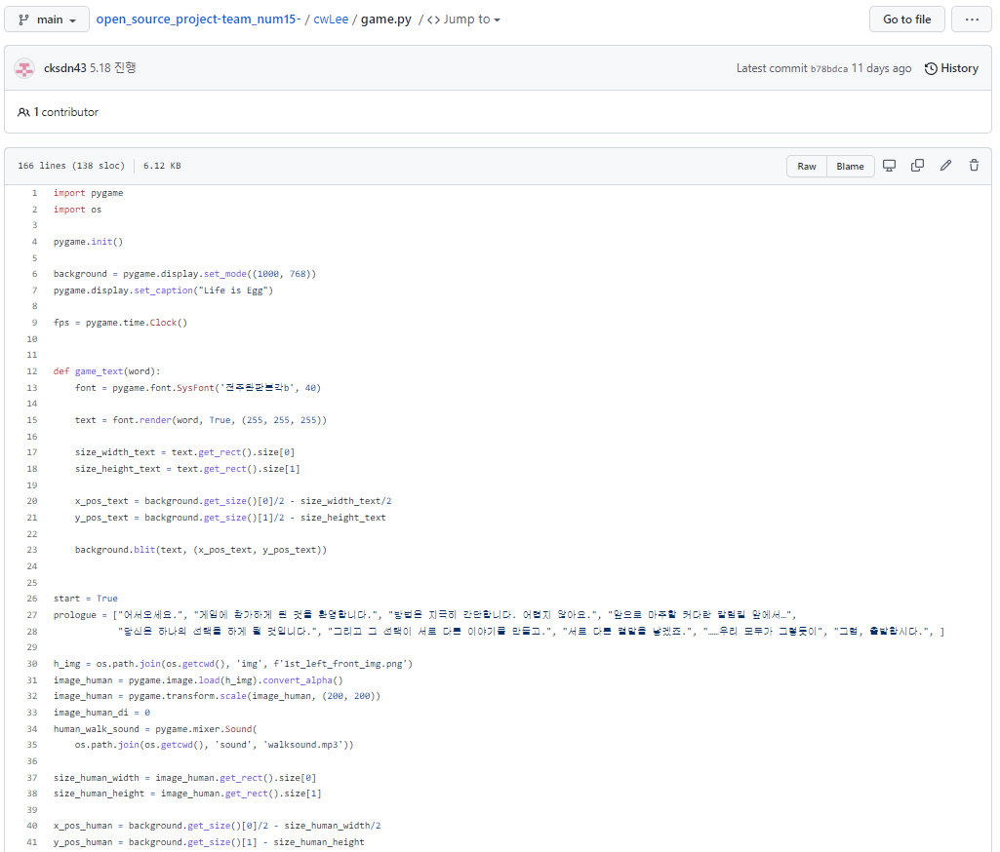 main
open_source_project-team_num15- / cwLee / game.py / <> Jump to
Go to file
...
cksdn43 5.18 진행
Latest commit b78bdca 11 days ago
History
1 contributor
166 lines (138 sloc)
6.12 KB
Raw
Blame
1 import pygame
2 import os
3
4 pygame.init()
5
6 background = pygame.display.set_mode((1000, 768))
7 pygame.display.set_caption("Life is Egg")
8
9 fps = pygame.time.Clock()
10
11
12 def game_text(word):
13 font = pygame.font.SysFont('전주완판본각b', 40)
14
15 text = font.render(word, True, (255, 255, 255))
16
17 size_width_text = text.get_rect().size[0]
18 size_height_text = text.get_rect().size[1]
19
20 x_pos_text = background.get_size()[0]/2 - size_width_text/2
21 y_pos_text = background.get_size()[1]/2 - size_height_text
22
23 background.blit(text, (x_pos_text, y_pos_text))
24
25
26 start = True
27 prologue = ["어서오세요.", "게임에 참가하게 된 것을 환영합니다.", "방법은 지극히 간단합니다. 어렵지 않아요.", "앞으로 마주할 커다란 갈림길 앞에서…",
28 "당신은 하나의 선택을 하게 될 것입니다.", "그리고 그 선택이 서로 다른 이야기를 만들고.", "서로 다른 결말을 낳겠죠.", "……우리 모두가 그렇듯이", "그럼, 출발합시다.", ]
29
30 h_img = os.path.join(os.getcwd(), 'img', f'1st_left_front_img.png')
31 image_human = pygame.image.load(h_img).convert_alpha()
32 image_human = pygame.transform.scale(image_human, (200, 200))
33 image_human_di = 0
34 human_walk_sound = pygame.mixer.Sound(
35 os.path.join(os.getcwd(), 'sound', 'walksound.mp3'))
36
37 size_human_width = image_human.get_rect().size[0]
38 size_human_height = image_human.get_rect().size[1]
39
40 x_pos_human = background.get_size()[0]/2 - size_human_width/2
41 y_pos_human = background.get_size()[1] - size_human_height